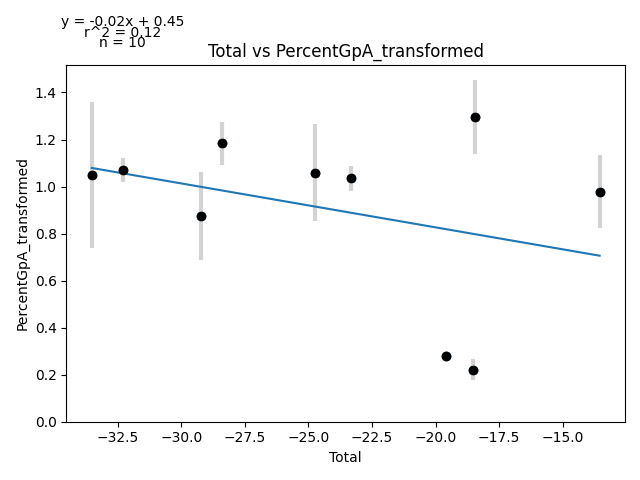 y = -0.02x + 0.45
r^2 = 0.12
n = 10
Total vs PercentGpA_transformed
PercentGpA_transformed
1.4
1.2
1.0
0.8
0.6
0.4
0.2
0.0
−32.5 −30.0 −27.5 −25.0 −22.5 −20.0 −17.5 −15.0
Total